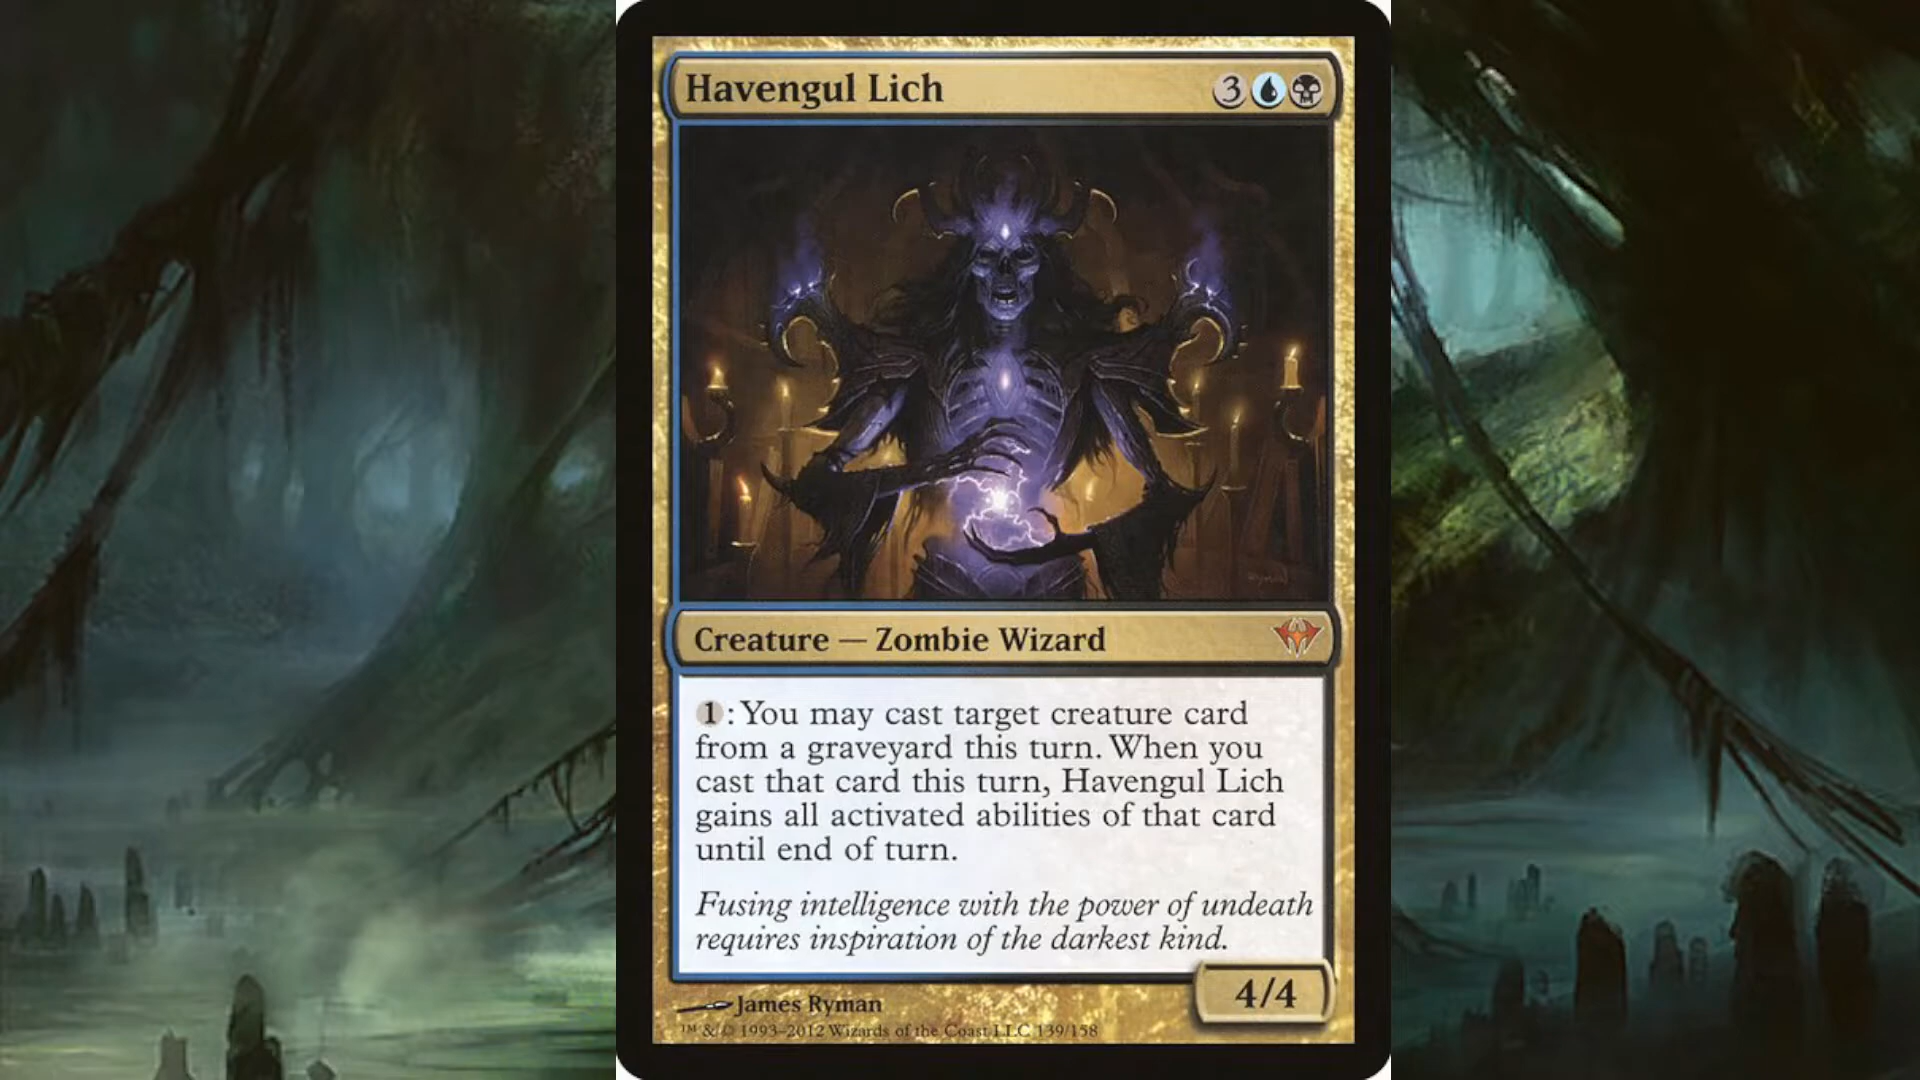 Havengul Lich 3
Creature — Zombie Wizard
1: You may cast target creature card
from a graveyard this turn. When you
cast that card this turn, Havengul Lich
gains all activated abilities of that card
until end of turn.
Fusing intelligence with the power of undeath
requires inspiration of the darkest kind.
4/4
James Ryman
™ & © 1993–2012 Wizards of the Coast LLC 139/158